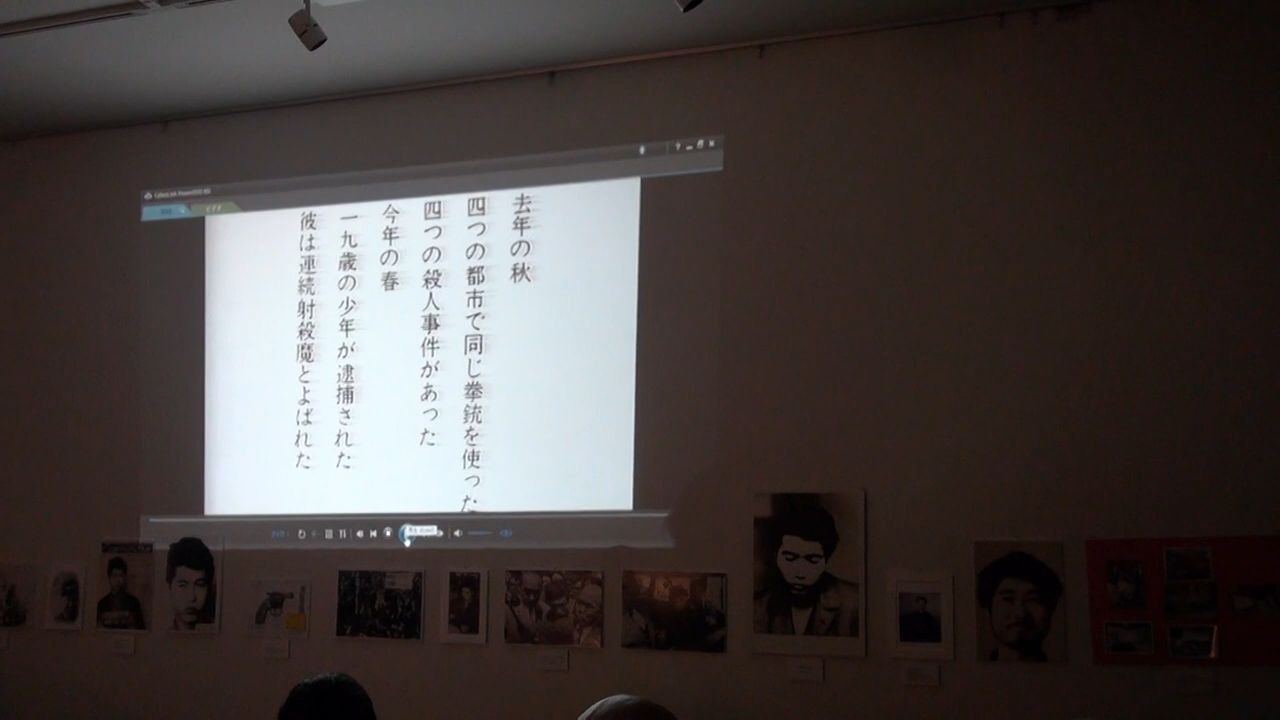 去年の秋
四つの都市で同じ拳銃を使った
四つの殺人事件があった
今年の春
一九歳の少年が逮捕された
彼は連続射殺魔とよばれた